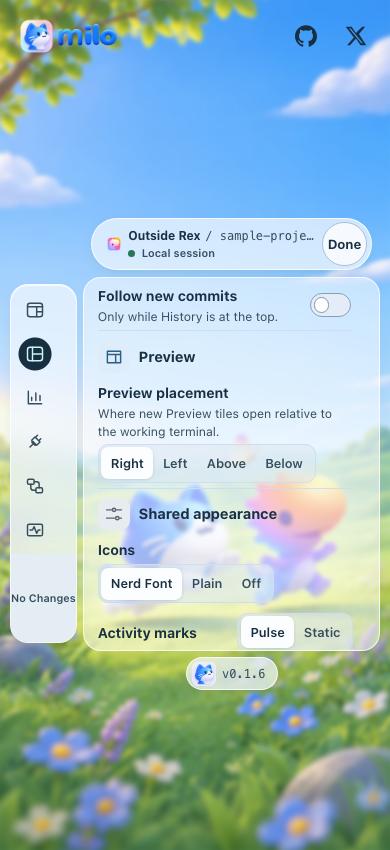 milo
Outside Rex / sample-proje…
Local session
Done
Follow new commits
Only while History is at the top.
Preview
Preview placement
Where new Preview tiles open relative to
the working terminal.
Right Left Above Below
Shared appearance
Icons
Nerd Font Plain Off
No Changes
Activity marks
Pulse Static
v0.1.6